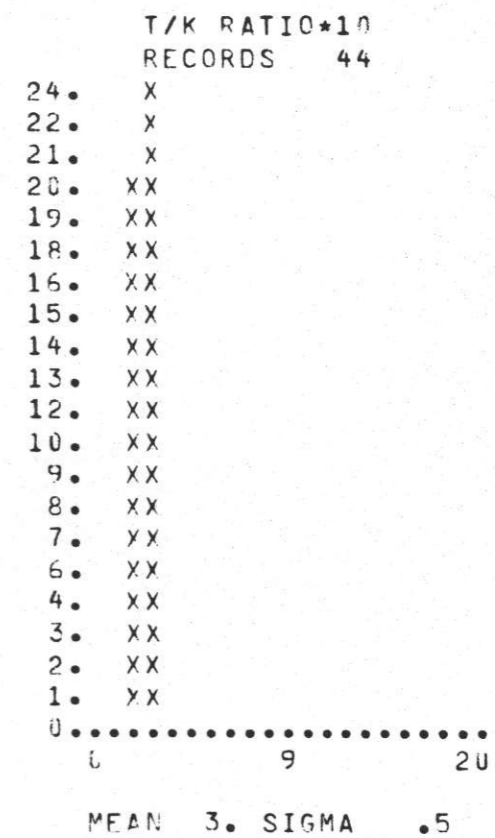 T/K RATIO*10
RECORDS 44
24. X
22. X
21. X
20. XX
19. XX
18. XX
16. XX
15. XX
14. XX
13. XX
12. XX
10. XX
9. XX
8. XX
7. XX
6. XX
4. XX
3. XX
2. XX
1. XX
0..................
0 9 20
MEAN 3. SIGMA .5